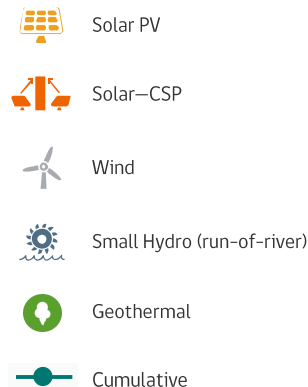 Solar PV
Solar—CSP
Wind
Small Hydro (run-of-river)
Geothermal
Cumulative